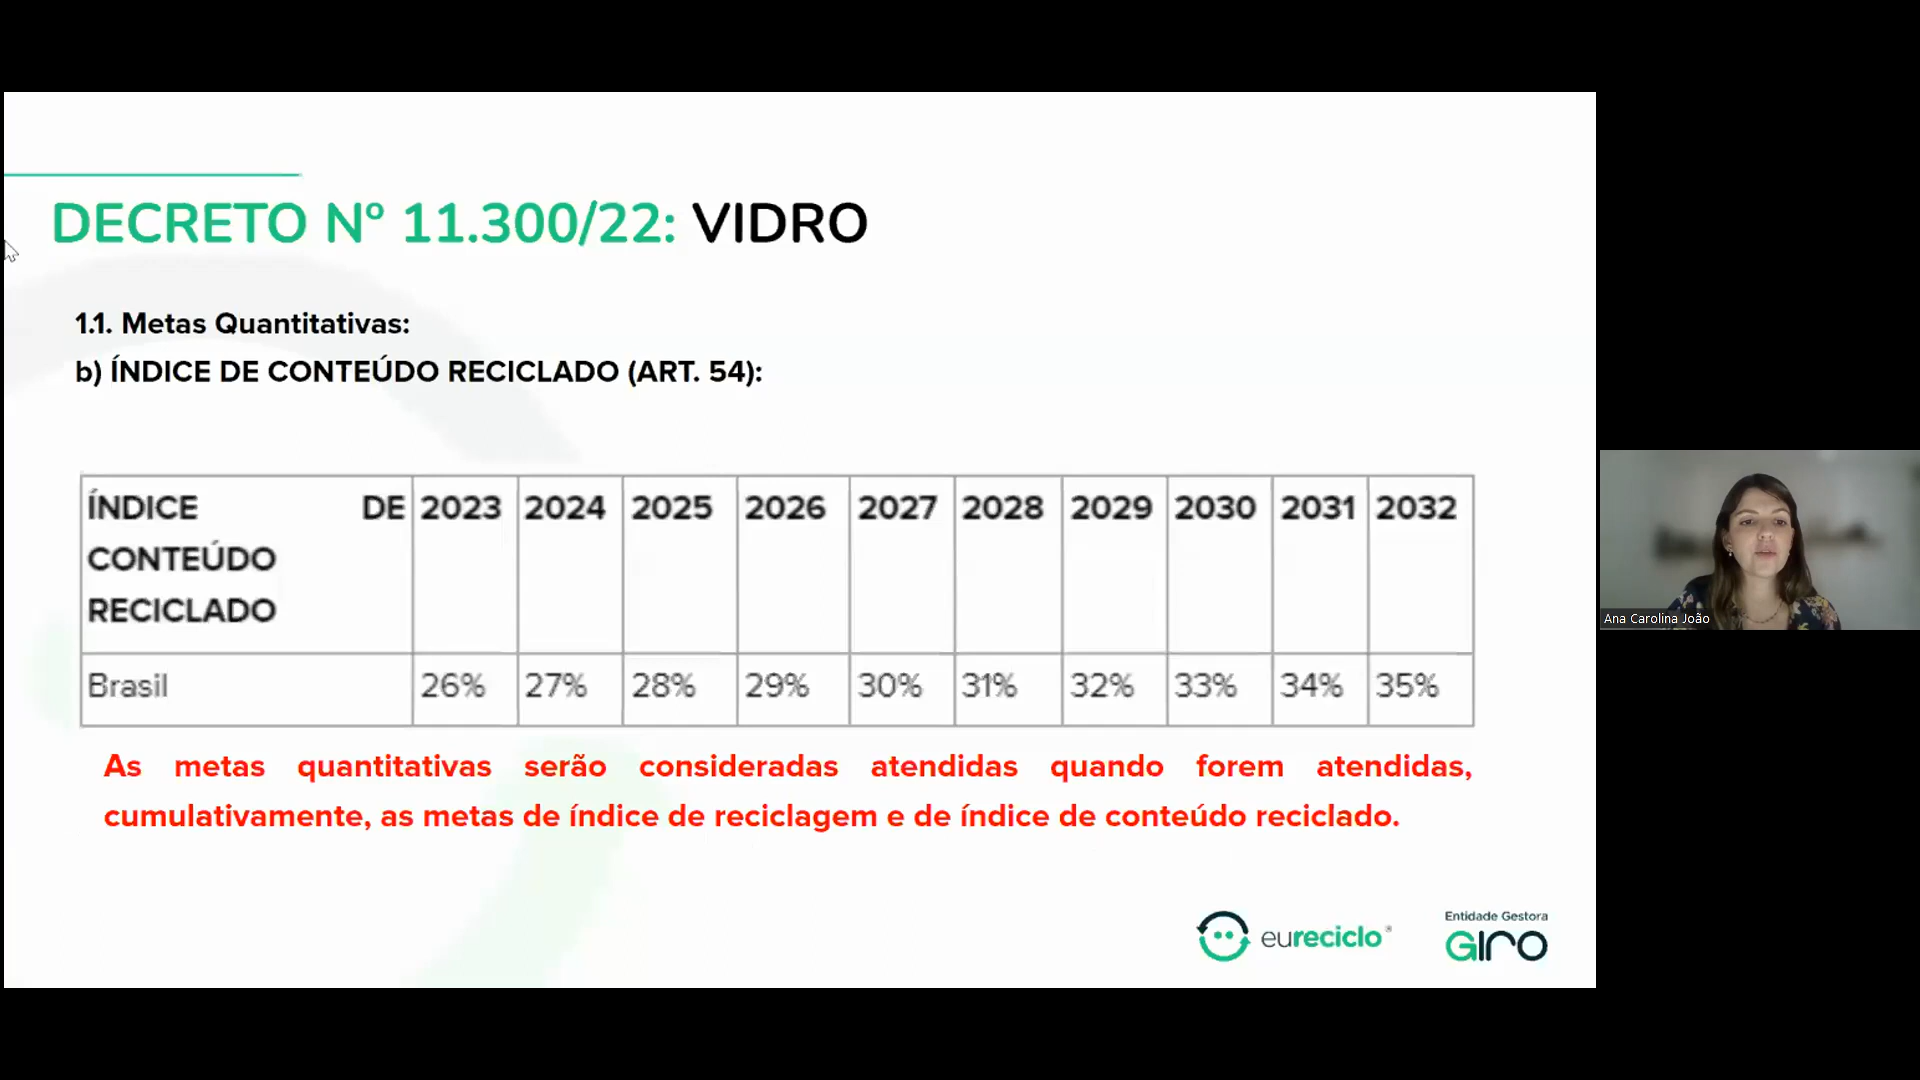 DECRETO Nº 11.300/22: VIDRO
1.1. Metas Quantitativas:
b) ÍNDICE DE CONTEÚDO RECICLADO (ART. 54):
ÍNDICE DE CONTEÚDO RECICLADO 2023 2024 2025 2026 2027 2028 2029 2030 2031 2032
Brasil 26% 27% 28% 29% 30% 31% 32% 33% 34% 35%
As metas quantitativas serão consideradas atendidas quando forem atendidas,
cumulativamente, as metas de índice de reciclagem e de índice de conteúdo reciclado.
Ana Carolina João
eureciclo®
Entidade Gestora
GIRO